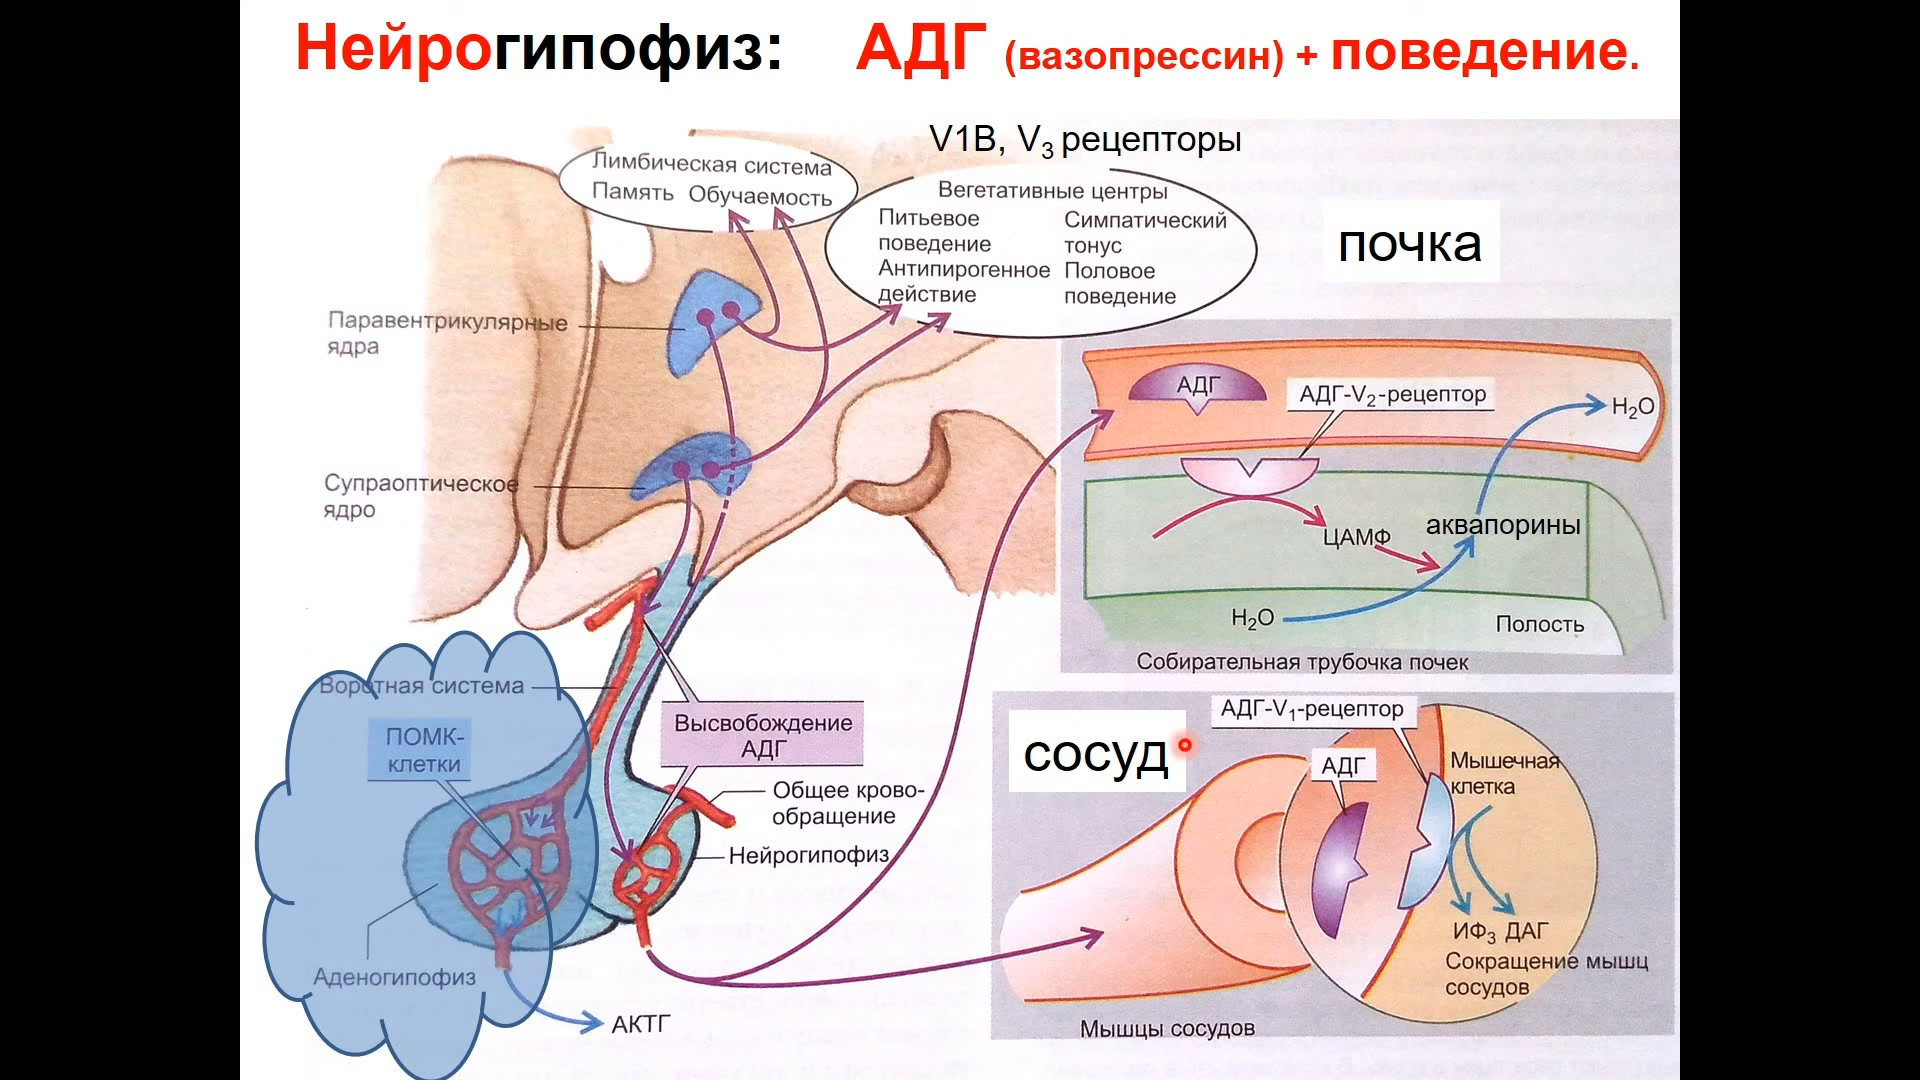 Нейрогипофиз: АДГ (вазопрессин) + поведение.
V1B, V3 рецепторы
Лимбическая система
Память Обучаемость
Вегетативные центры
Питьевое
поведение
Антипирогенное
действие
Симпатический
тонус
Половое
поведение
почка
Паравентрикулярные
ядра
Супраоптическое
ядро
АДГ
АДГ-V2-рецептор
H2O
ЦАМФ
аквапорины
H2O
Полость
Собирательная трубочка почек
Воротная система
ПОМК-
клетки
Высвобождение
АДГ
Общее крово-
обращение
Нейрогипофиз
Аденогипофиз
АКТГ
сосуд
АДГ-V1-рецептор
АДГ
Мышечная
клетка
ИФ3 ДАГ
Сокращение мышц
сосудов
Мышцы сосудов